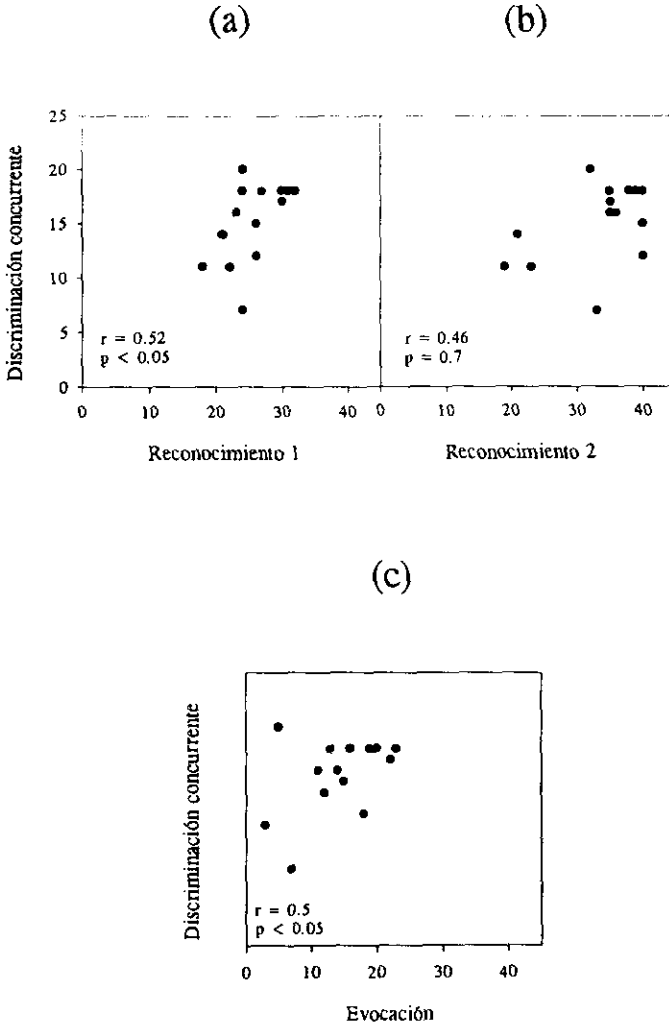 (a)
(b)
Discriminación concurrente
25
20
15
10
5
0
r = 0.52
p < 0.05
r = 0.46
p = 0.7
0 10 20 30 40 0 10 20 30 40
Reconocimiento 1
Reconocimiento 2
(c)
Discriminación concurrente
r = 0.5
p < 0.05
0 10 20 30 40
Evocación